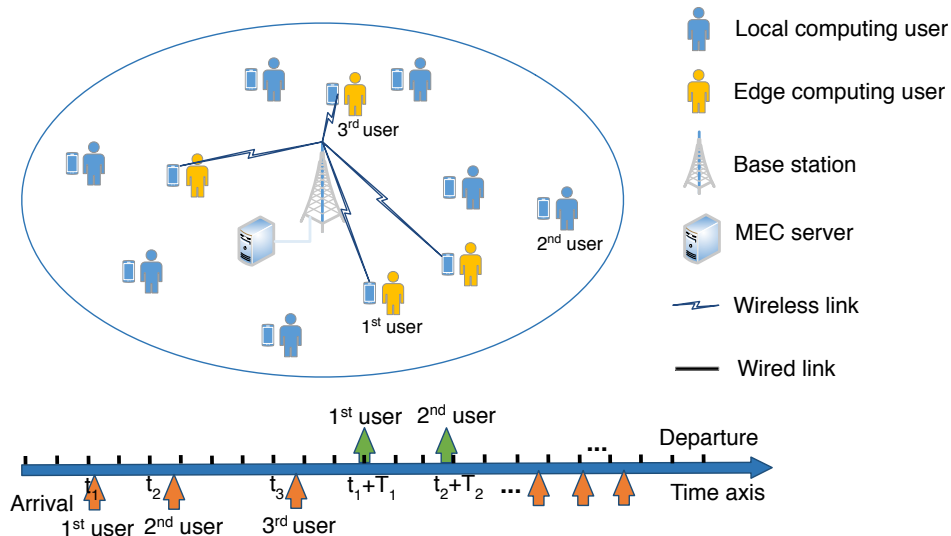 Local computing user
Edge computing user
Base station
MEC server
Wireless link
Wired link
3rd user
2nd user
1st user
1st user
2nd user
...
Departure
t1
t2
t3
t1+T1
t2+T2
...
Time axis
Arrival
1st user
2nd user
3rd user